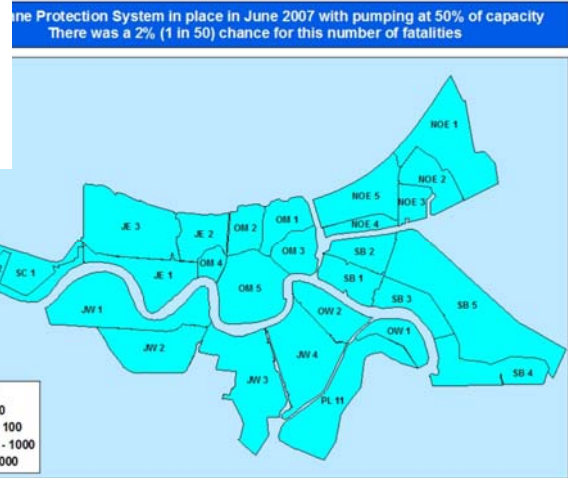 ane Protection System in place in June 2007 with pumping at 50% of capacity
There was a 2% (1 in 50) chance for this number of fatalities
NOE 1
NOE 2
NOE 5
NOE 3
NOE 4
JE 3
JE 2
OM 2
OM 1
OM 3
OM 4
SB 2
SC 1
JE 1
OM 5
SB 1
SB 3
SB 5
JW 1
OW 2
OW 1
JW 2
JW 4
JW 3
SB 4
PL 11
0
100
- 1000
000